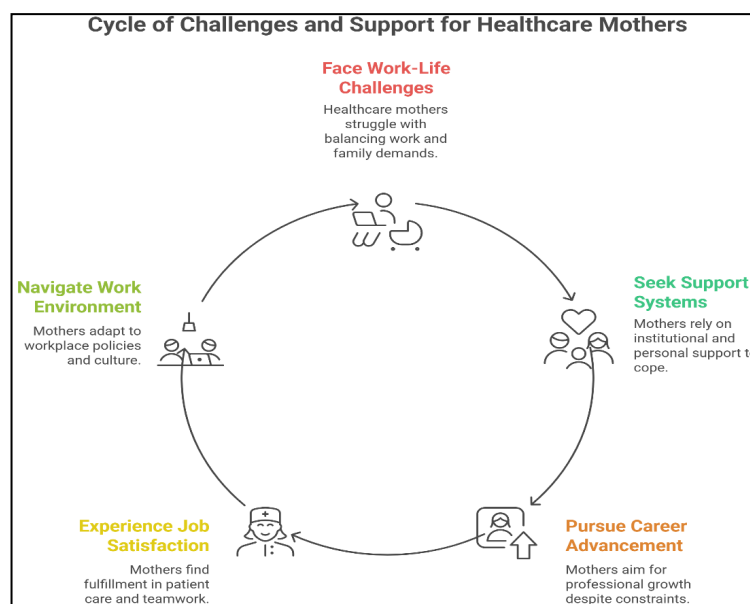 Cycle of Challenges and Support for Healthcare Mothers
Face Work-Life
Challenges
Healthcare mothers
struggle with
balancing work and
family demands.
Seek Support
Systems
Mothers rely on
institutional and
personal support t
cope.
Pursue Career
Advancement
Mothers aim for
professional growth
despite constraints.
Experience Job
Satisfaction
Mothers find
fulfillment in patient
care and teamwork.
Navigate Work
Environment
Mothers adapt to
workplace policies
and culture.